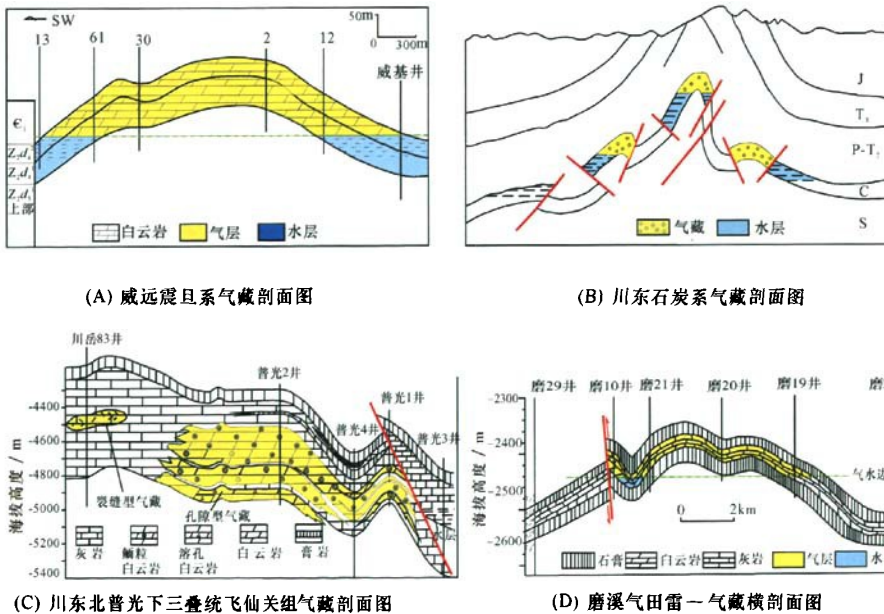 SW
50m
300m
13
61
30
2
12
威基井
Є₁
Z₂d₄
Z₂d₃
上部
白云岩
气层
水层
(A) 威远震旦系气藏剖面图
J
P-T₂
C
S
气藏
水层
(B) 川东石炭系气藏剖面图
川岳83井
普光2井
普光1井
普光4井
普光3井
海拔高度 / m
-4400
-4600
-4800
-5000
-5200
-5400
裂缝型气藏
孔隙型气藏
灰岩
鲕粒
白云岩
溶孔
白云岩
白云岩
膏岩
(C) 川东北普光下三叠统飞仙关组气藏剖面图
磨29井
磨10井
磨21井
磨20井
磨19井
海拔高度 / m
-2300
-2400
-2500
-2600
气水边
0
2km
石膏
白云岩
灰岩
气层
水
(D) 磨溪气田雷一气藏横剖面图